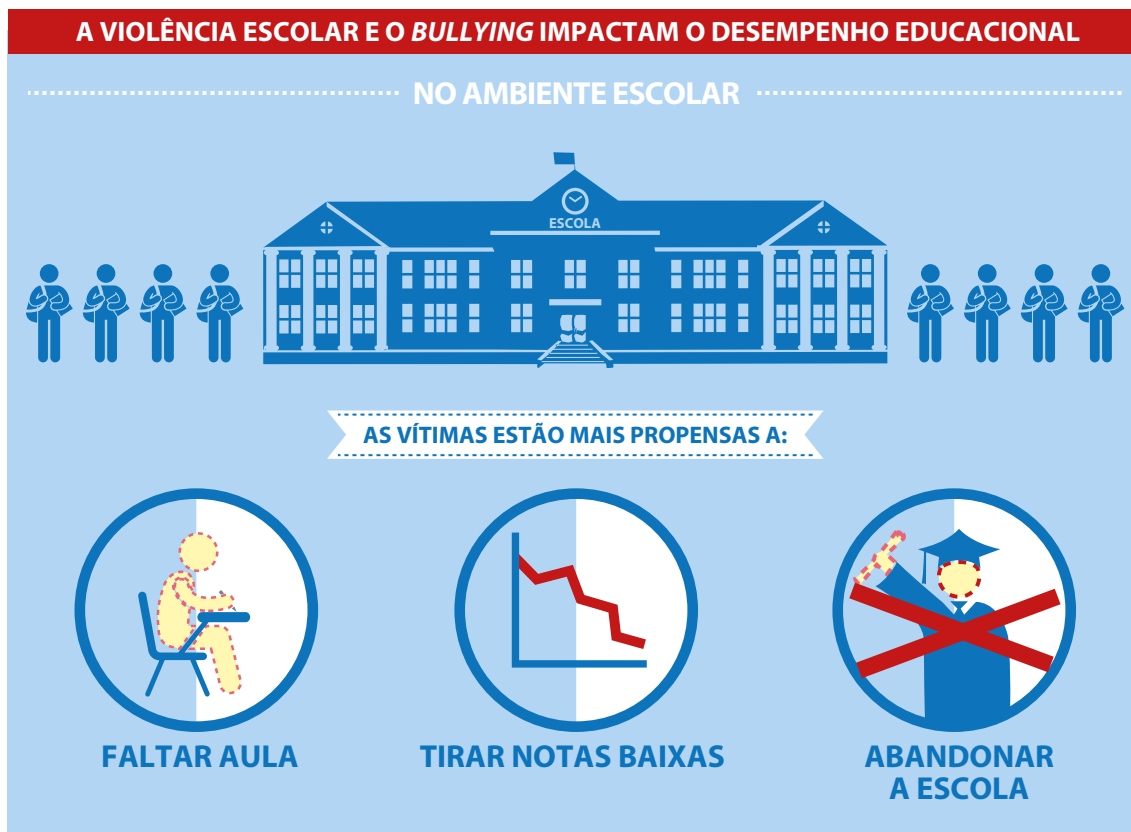 A VIOLÊNCIA ESCOLAR E O BULLYING IMPACTAM O DESEMPENHO EDUCACIONAL
NO AMBIENTE ESCOLAR
ESCOLA
AS VÍTIMAS ESTÃO MAIS PROPENSAS A:
FALTAR AULA
TIRAR NOTAS BAIXAS
ABANDONAR
A ESCOLA